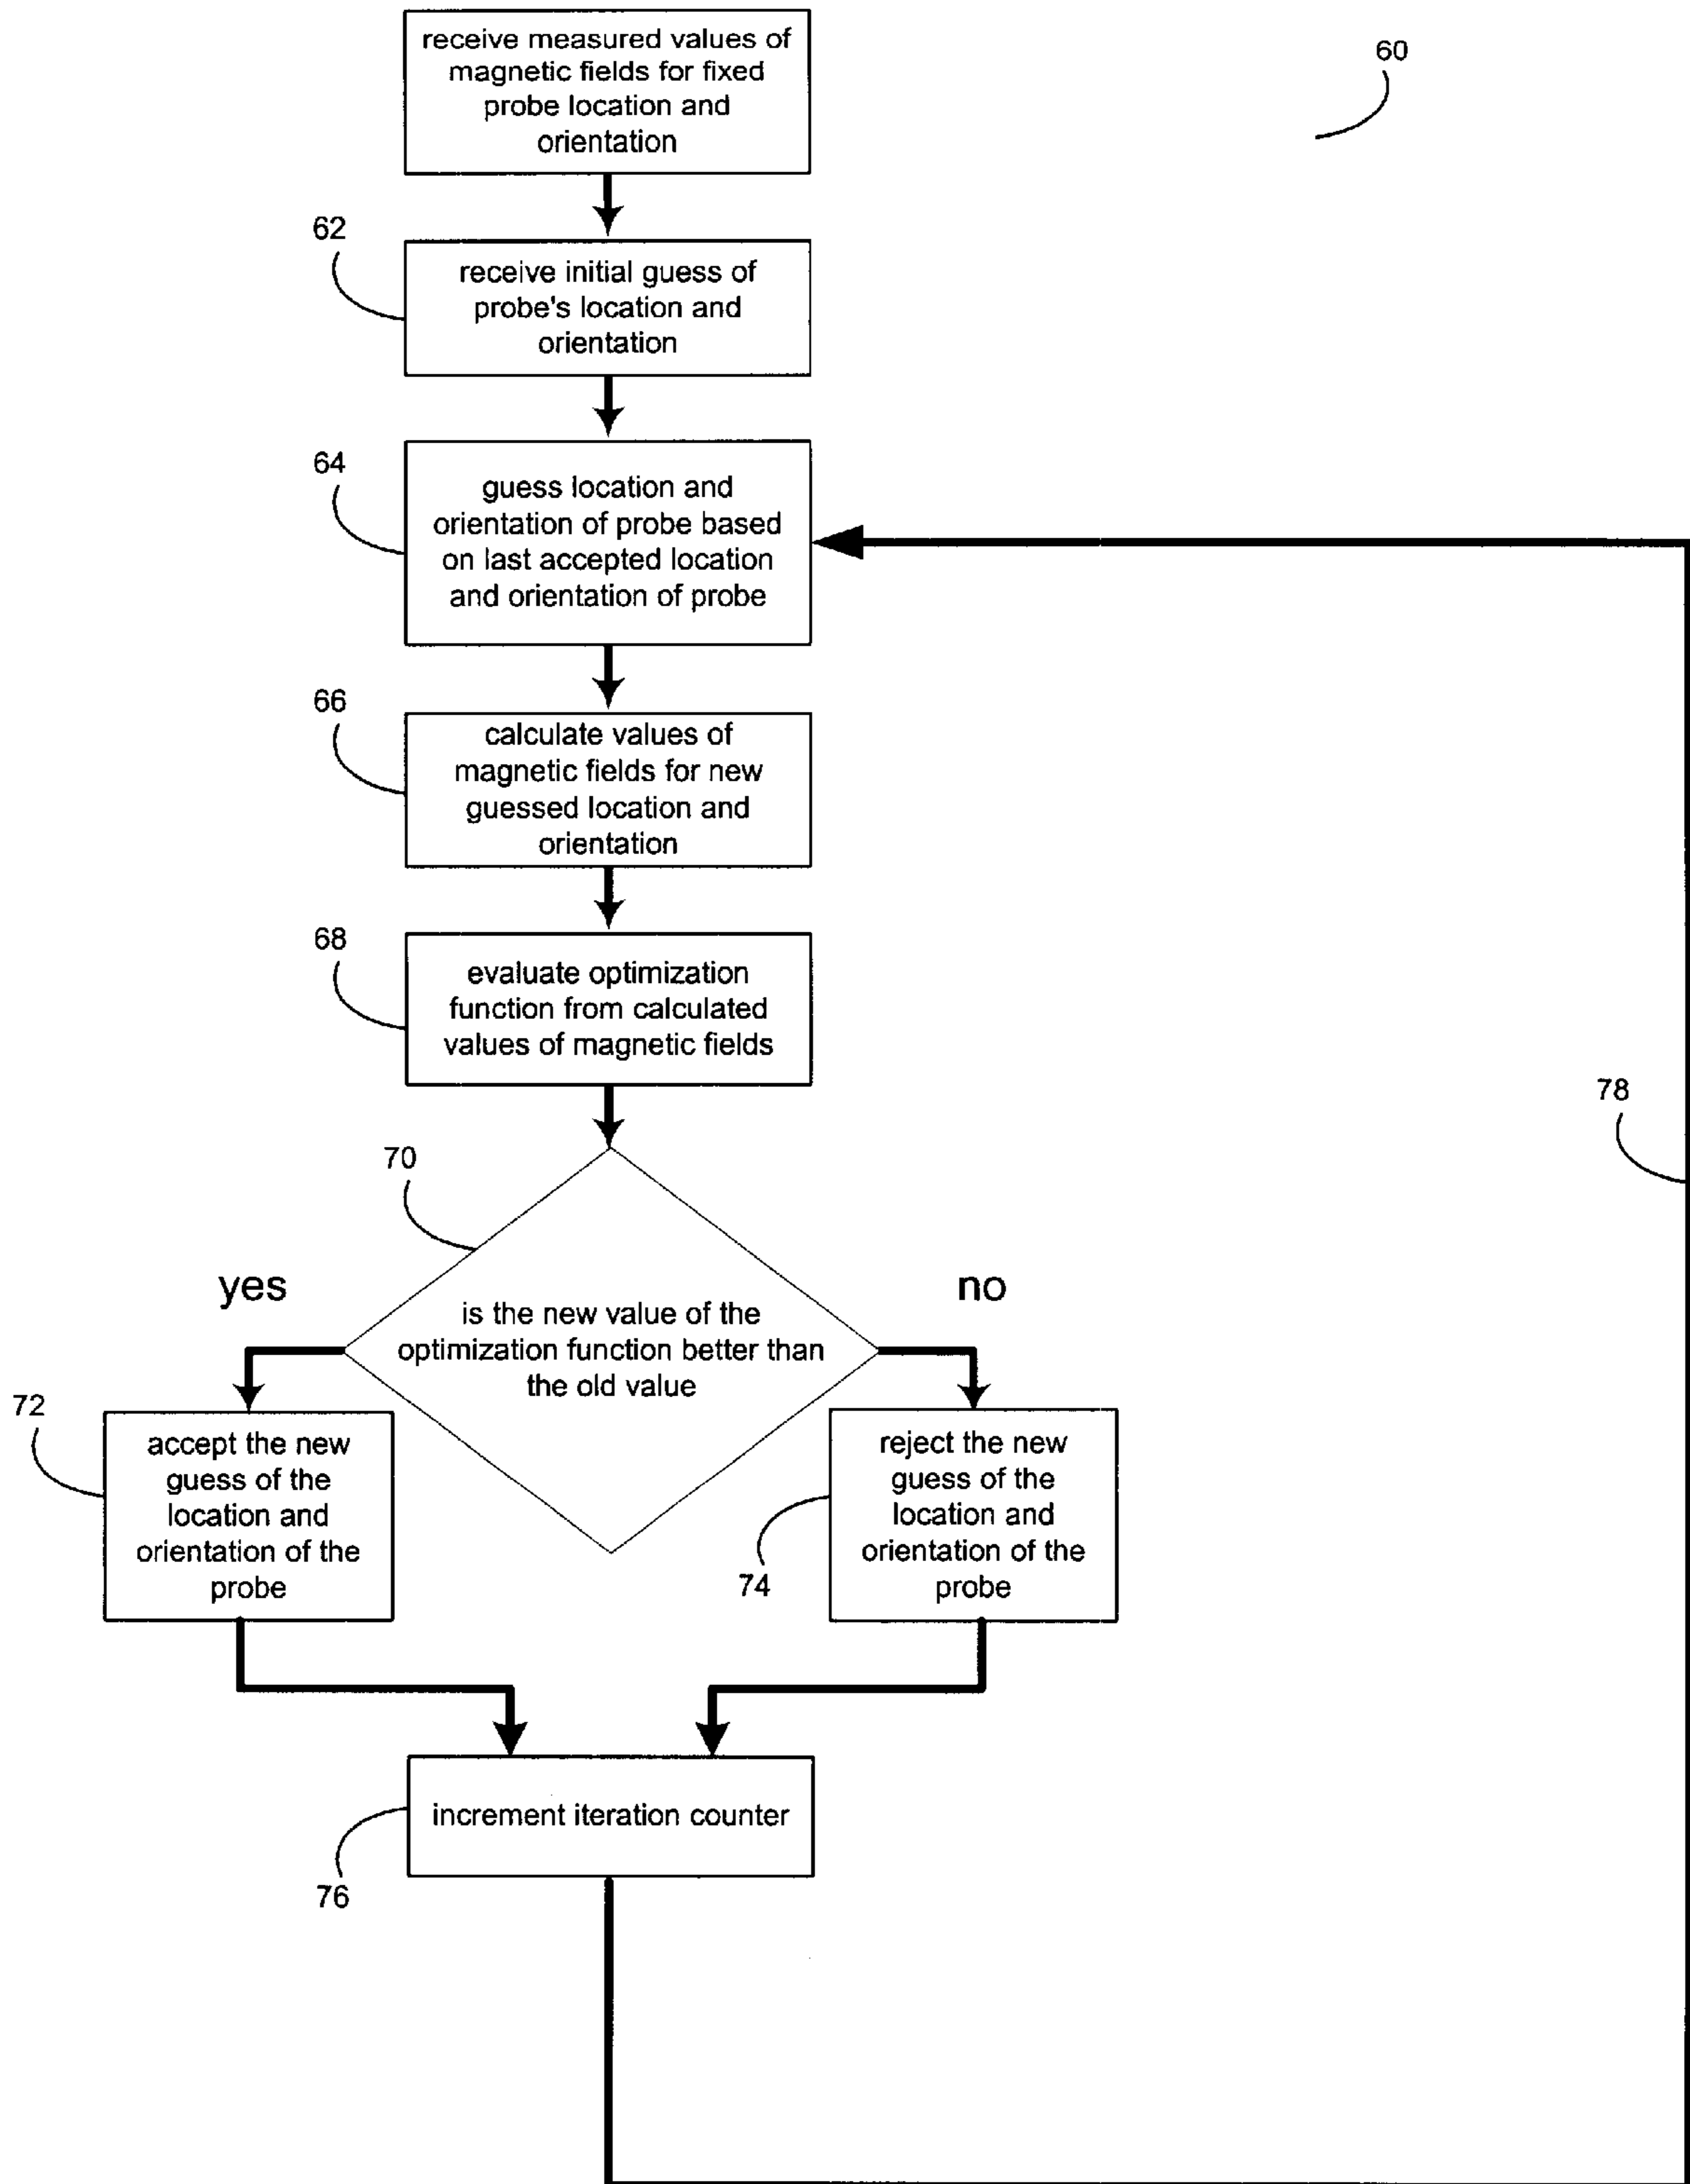 receive measured values of
magnetic fields for fixed
probe location and
orientation
60
62
receive initial guess of
probe's location and
orientation
64
guess location and
orientation of probe based
on last accepted location
and orientation of probe
66
calculate values of
magnetic fields for new
guessed location and
orientation
68
evaluate optimization
function from calculated
values of magnetic fields
78
70
yes
no
is the new value of the
optimization function better than
the old value
72
accept the new
guess of the
location and
orientation of the
probe
reject the new
guess of the
location and
orientation of the
probe
74
increment iteration counter
76